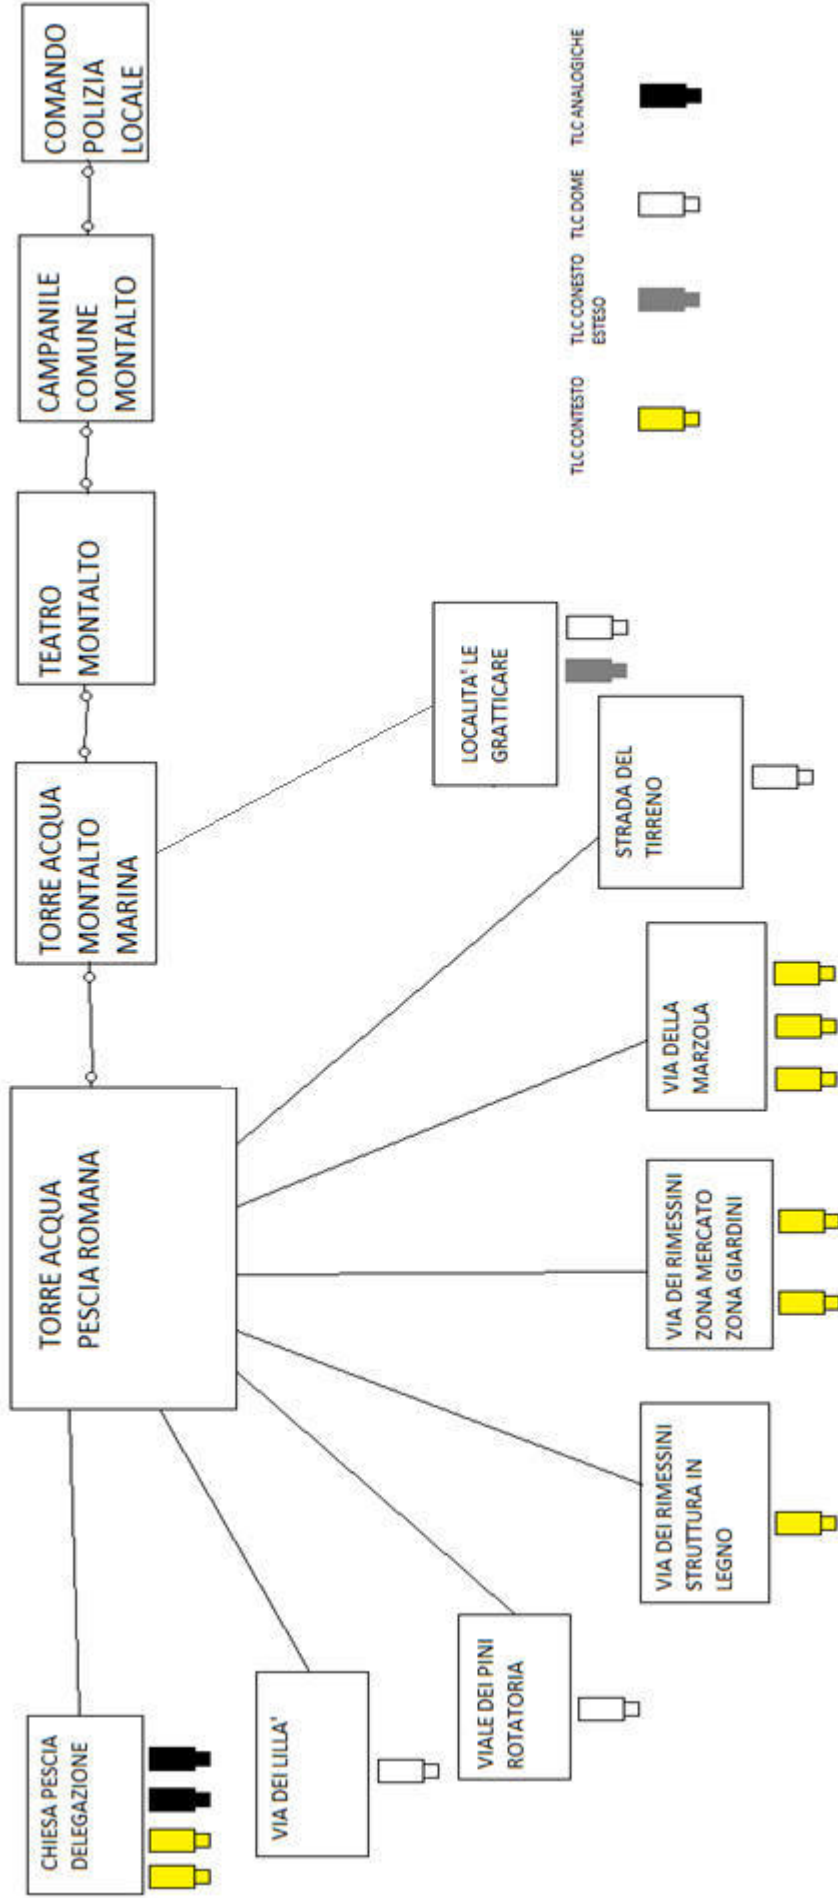 COMANDO
POLIZIA
LOCALE
CAMPANILE
COMUNE
MONTALTO
TEATRO
MONTALTO
TORRE ACQUA
MONTALTO
MARINA
TORRE ACQUA
PESCIA ROMANA
CHIESA PESCIA
DELEGAZIONE
VIA DEI LILLA'
VIALE DEI PINI
ROTATORIA
VIA DEI RIMESSINI
STRUTTURA IN
LEGNO
VIA DEI RIMESSINI
ZONA MERCATO
ZONA GIARDINI
VIA DELLA
MARZOLA
STRADA DEL
TIRRENO
LOCALITA' LE
GRATTICARE
TLC CONTESTO
TLC CONESTO
ESTESO
TLC DOME
TLC ANALOGICHE